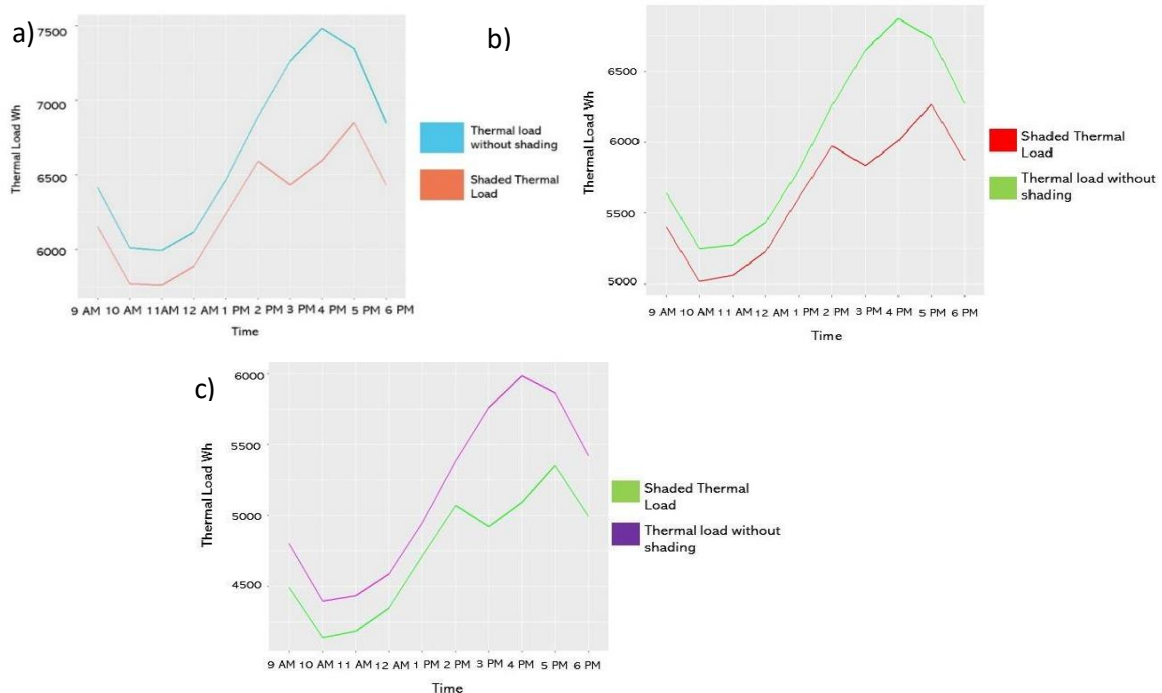 a)
7500
7000
6500
6000
Thermal Load Wh
9 AM 10 AM 11AM 12 AM 1 PM 2 PM 3 PM 4 PM 5 PM 6 PM
Time
Thermal load
without shading
Shaded Thermal
Load
b)
6500
6000
5500
5000
Thermal Load Wh
9 AM 10 AM 11 AM 12 AM 1 PM 2 PM 3 PM 4 PM 5 PM 6 PM
Time
Shaded Thermal
Load
Thermal load without
shading
c)
6000
5500
5000
4500
Thermal Load Wh
9 AM 10 AM 11 AM 12 AM 1 PM 2 PM 3 PM 4 PM 5 PM 6 PM
Time
Shaded Thermal
Load
Thermal load without
shading